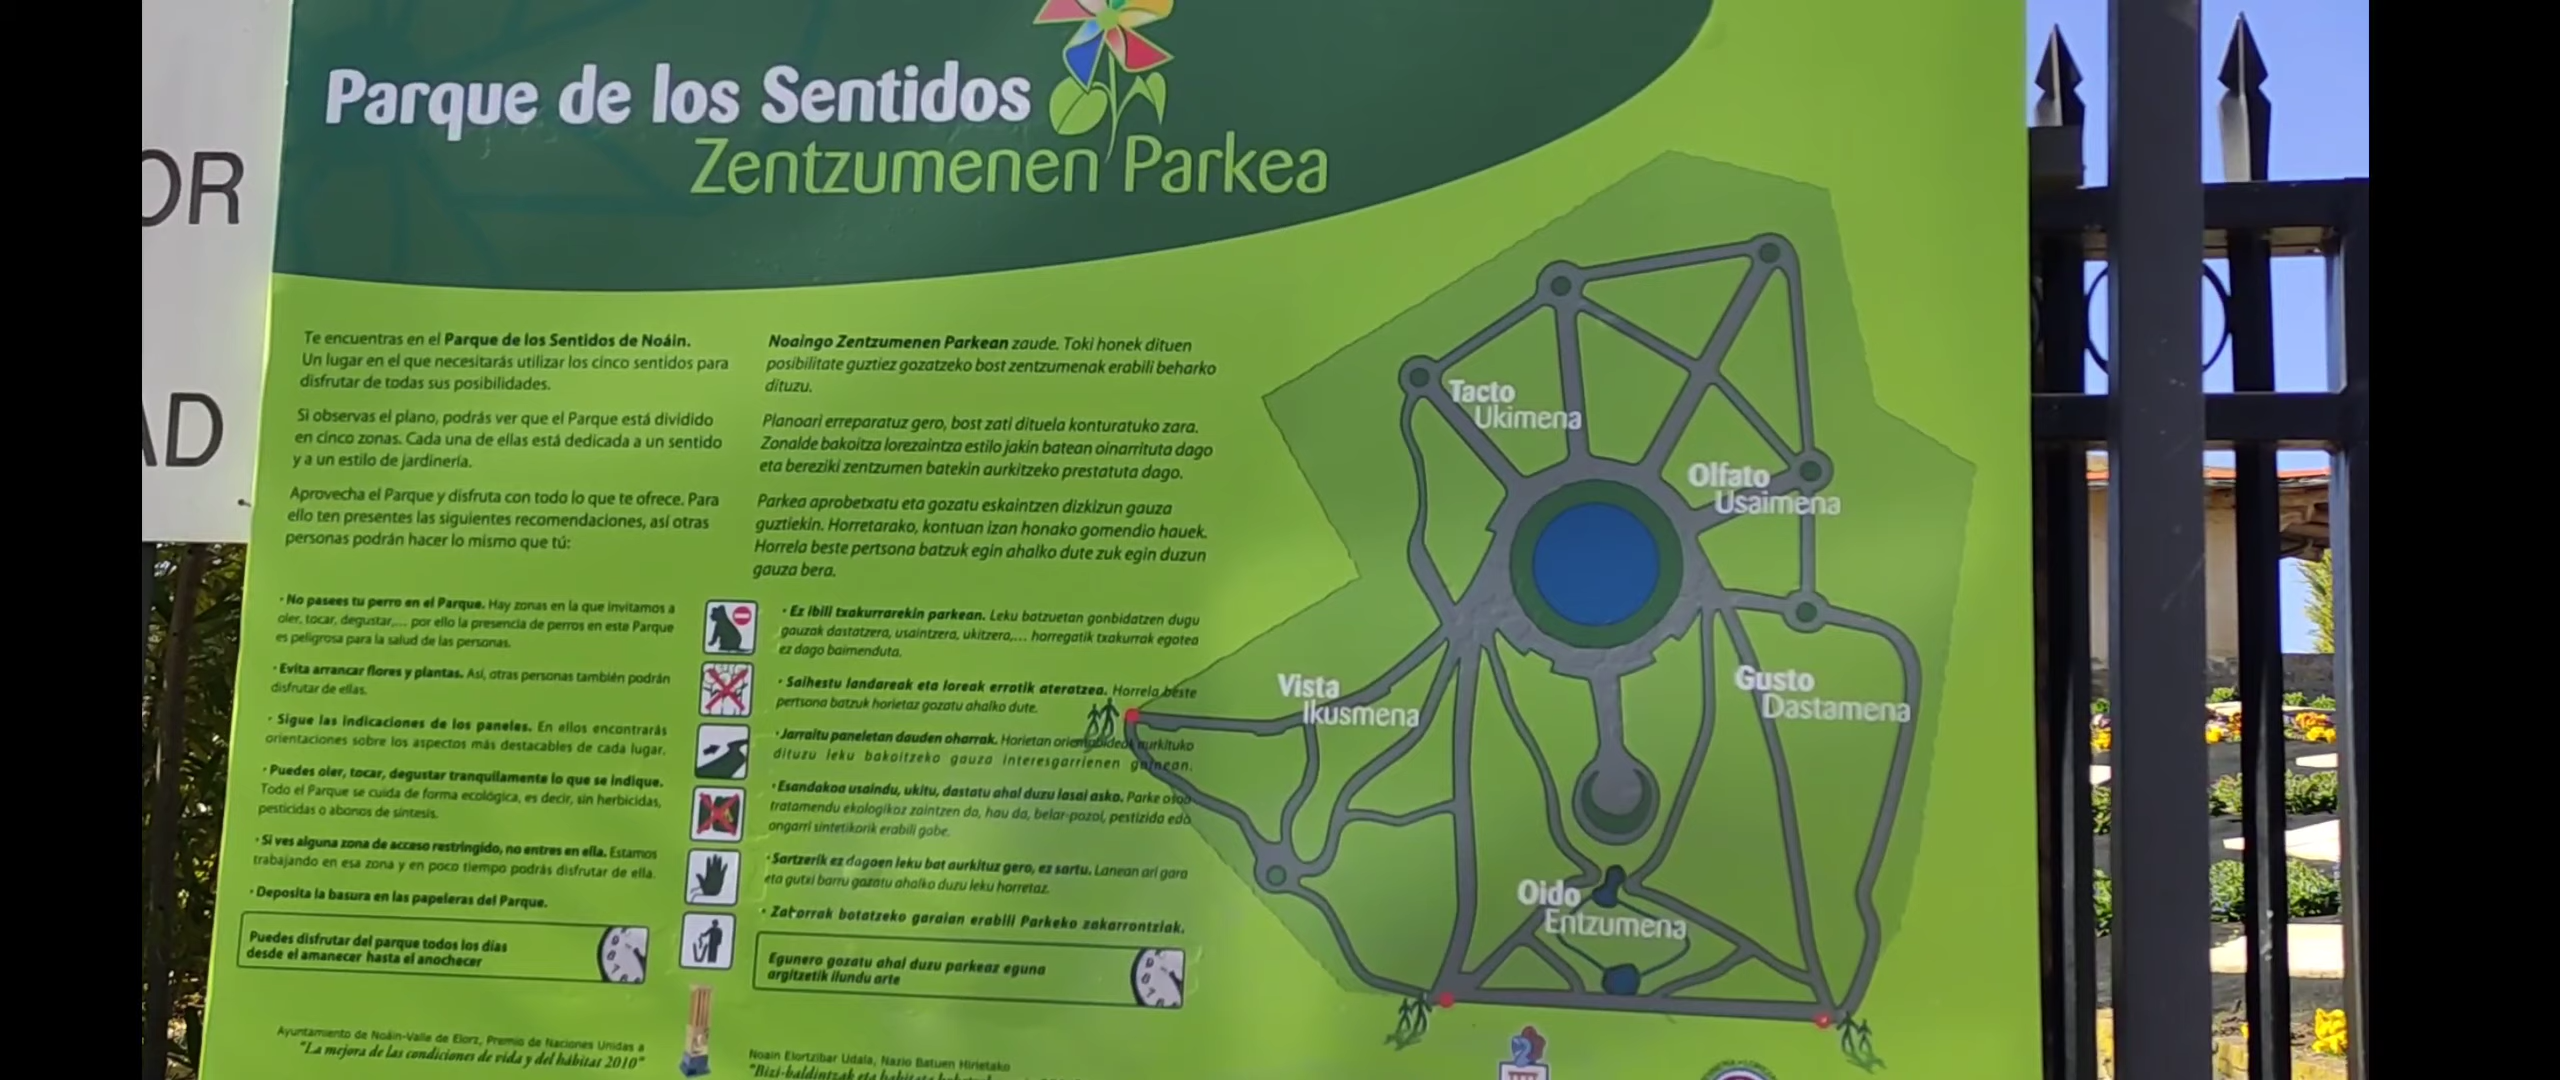 OR
AD
Parque de los Sentidos
Zentzumenen Parkea
Te encuentras en el Parque de los Sentidos de Noáin.
Un lugar en el que necesitarás utilizar los cinco sentidos para
disfrutar de todas sus posibilidades.
Si observas el plano, podrás ver que el Parque está dividido
en cinco zonas. Cada una de ellas está dedicada a un sentido
y a un estilo de jardinería.
Aprovecha el Parque y disfruta con todo lo que te ofrece. Para
ello ten presentes las siguientes recomendaciones, así otras
personas podrán hacer lo mismo que tú:
· No pasees tu perro en el Parque. Hay zonas en la que invitamos a
oler, tocar, degustar,... por ello la presencia de perros en este Parque
es peligrosa para la salud de las personas.
· Evita arrancar flores y plantas. Así, otras personas también podrán
disfrutar de ellas.
· Sigue las indicaciones de los paneles. En ellos encontrarás
orientaciones sobre los aspectos más destacables de cada lugar.
· Puedes oler, tocar, degustar tranquilamente lo que se indique.
Todo el Parque se cuida de forma ecológica, es decir, sin herbicidas,
pesticidas o abonos de síntesis.
· Si ves alguna zona de acceso restringido, no entres en ella. Estamos
trabajando en esa zona y en poco tiempo podrás disfrutar de ella.
· Deposita la basura en las papeleras del Parque.
Puedes disfrutar del parque todos los días
desde el amanecer hasta el anochecer
Ayuntamiento de Noáin-Valle de Elorz, Premio de Naciones Unidas a
"La mejora de las condiciones de vida y del hábitat 2010"
Noaingo Zentzumenen Parkean zaude. Toki honek dituen
posibilitate guztiez gozatzeko bost zentzumenak erabili beharko
dituzu.
Planoari erreparatuz gero, bost zati dituela konturatuko zara.
Zonalde bakoitza lorezaintza estilo jakin batean oinarrituta dago
eta bereziki zentzumen batekin aurkitzeko prestatuta dago.
Parkea aprobetxatu eta gozatu eskaintzen dizkizun gauza
guztiekin. Horretarako, kontuan izan honako gomendio hauek.
Horrela beste pertsona batzuk egin ahalko dute zuk egin duzun
gauza bera.
· Ez ibili txakurrarekin parkean. Leku batzuetan gonbidatzen dugu
gauzak dastatzera, usaintzera, ukitzera,... horregatik txakurrak egotea
ez dago baimenduta.
· Saihestu landareak eta loreak errotik ateratzea. Horrela beste
pertsona batzuk horietaz gozatu ahalko dute.
· Jarraitu paneletan dauden oharrak. Horietan orientabideak aurkituko
dituzu leku bakoitzeko gauza interesgarrienen gainean.
· Esandakoa usaindu, ukitu, dastatu ahal duzu lasai asko. Parke osoa
tratamendu ekologikoz zaintzen da, hau da, belar-pozoi, pestizida edo
ongarri sintetikorik erabili gabe.
· Sartzerik ez dagoen leku bat aurkituz gero, ez sartu. Lanean ari gara
eta gutxi barru gozatu ahalko duzu leku horretaz.
· Zaborrak botatzeko garaian erabili Parkeko zakarrontziak.
Egunero gozatu ahal duzu parkeaz eguna
argitzetik ilundu arte
Noain Elortzibar Udala, Nazio Batuen Hirietako
"Bizi-baldintzak eta
Tacto
Ukimena
Olfato
Usaimena
Vista
Ikusmena
Gusto
Dastamena
Oido
Entzumena